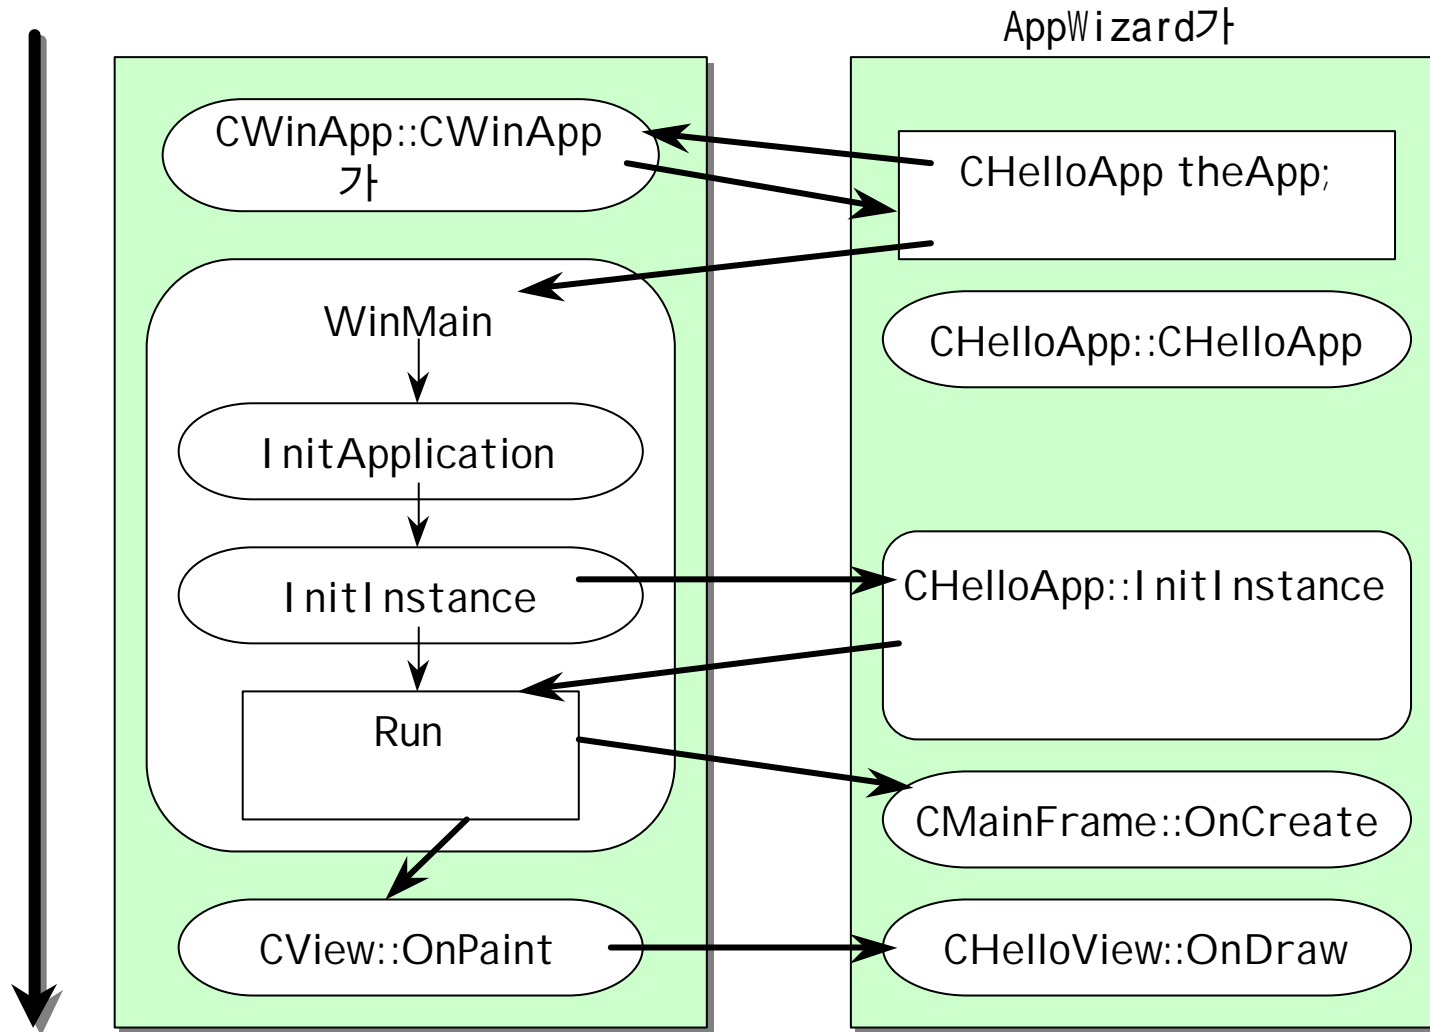 AppWizard가
CWinApp::CWinApp
가
CHelloApp theApp;
WinMain
CHelloApp::CHelloApp
InitApplication
InitInstance
CHelloApp::InitInstance
Run
CMainFrame::OnCreate
CView::OnPaint
CHelloView::OnDraw